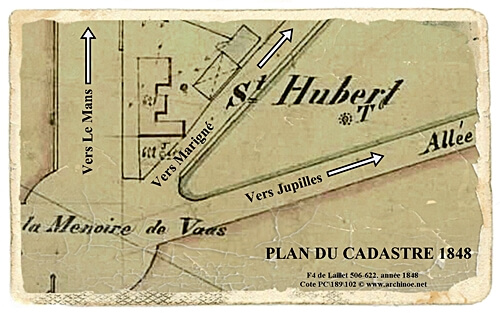 Vers Le Mans
St Hubert
T
Vers Marigné
Allée
Vers Jupilles
la Menoire de Vaas
PLAN DU CADASTRE 1848
F4 de Laillet 506-622. année 1848
Cote PC\189\102 © www.archinoe.net